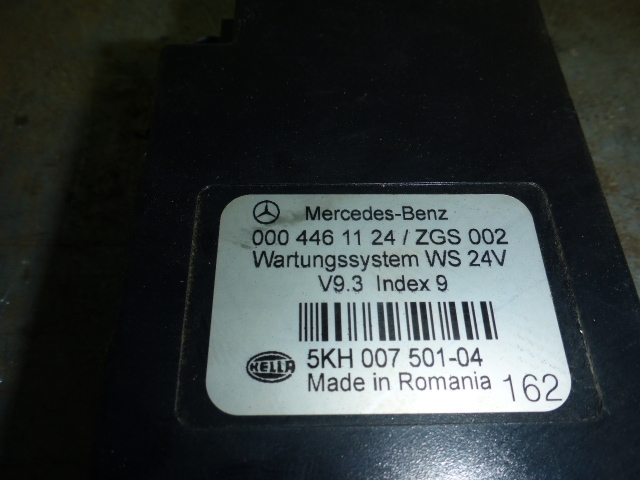 Mercedes-Benz
000 446 11 24 / ZGS 002
Wartungssystem WS 24V
V9.3 Index 9
HELLA
5KH 007 501-04
Made in Romania 162